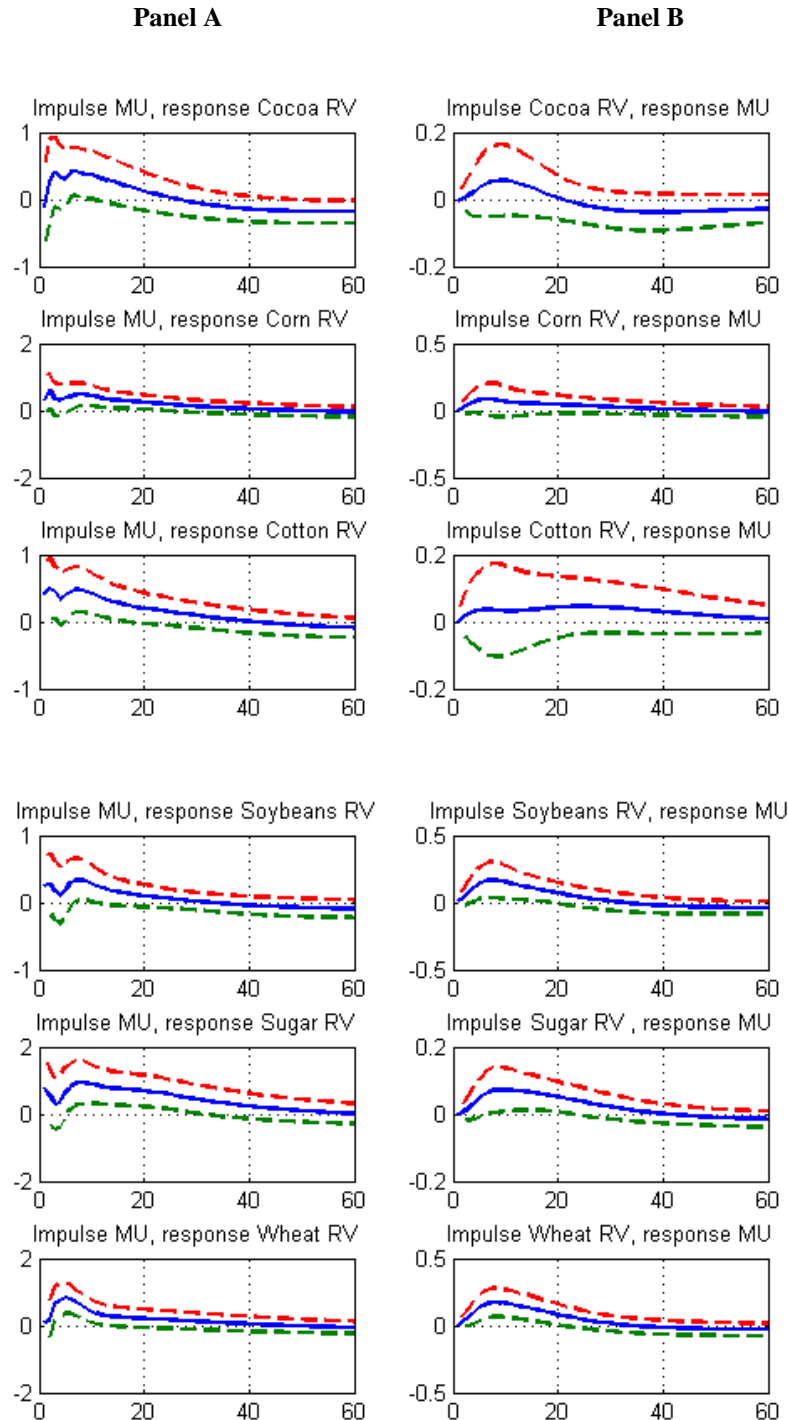 Panel A Panel B
Impulse MU, response Cocoa RV Impulse Cocoa RV, response MU
1 0.2
0 0
-1 -0.2
0 20 40 60 0 20 40 60
Impulse MU, response Corn RV Impulse Corn RV, response MU
2 0.5
0 0
-2 -0.5
0 20 40 60 0 20 40 60
Impulse MU, response Cotton RV Impulse Cotton RV, response MU
1 0.2
0 0
-1 -0.2
0 20 40 60 0 20 40 60
Impulse MU, response Soybeans RV Impulse Soybeans RV, response MU
1 0.5
0 0
-1 -0.5
0 20 40 60 0 20 40 60
Impulse MU, response Sugar RV Impulse Sugar RV , response MU
2 0.2
0 0
-2 -0.2
0 20 40 60 0 20 40 60
Impulse MU, response Wheat RV Impulse Wheat RV, response MU
2 0.5
0 0
-2 -0.5
0 20 40 60 0 20 40 60